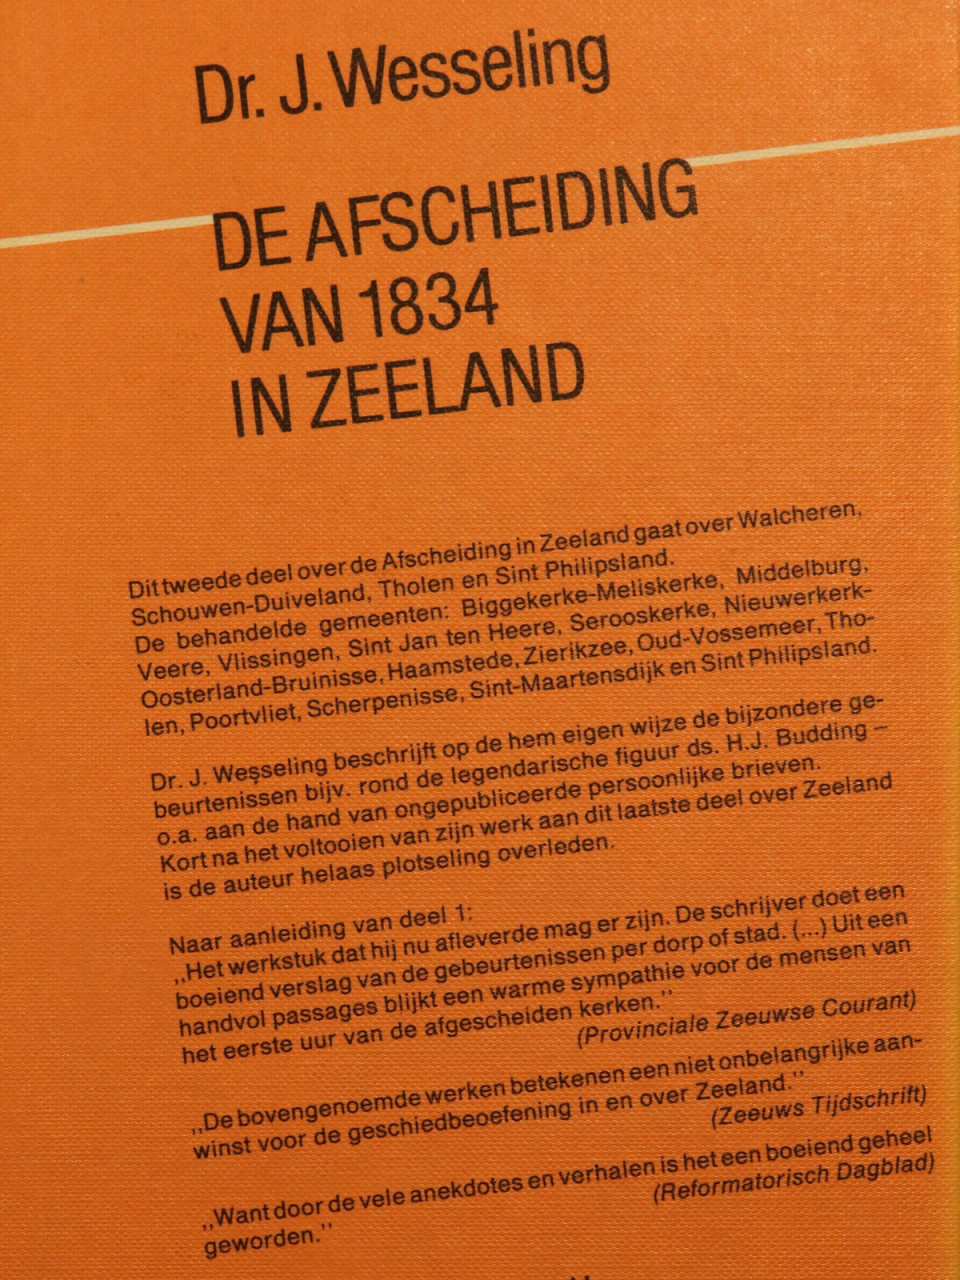 Dr. J. Wesseling
DE AFSCHEIDING
VAN 1834
IN ZEELAND
Dit tweede deel over de Afscheiding in Zeeland gaat over Walcheren,
Schouwen-Duiveland, Tholen en Sint Philipsland.
De behandelde gemeenten: Biggekerke-Meliskerke, Middelburg,
Veere, Vlissingen, Sint Jan ten Heere, Serooskerke, Nieuwerkerk-
Oosterland-Bruinisse, Haamstede, Zierikzee, Oud-Vossemeer, Tho-
len, Poortvliet, Scherpenisse, Sint-Maartensdijk en Sint Philipsland.
Dr. J. Wesseling beschrijft op de hem eigen wijze de bijzondere ge-
beurtenissen bijv. rond de legendarische figuur ds. H.J. Budding –
o.a. aan de hand van ongepubliceerde persoonlijke brieven.
Kort na het voltooien van zijn werk aan dit laatste deel over Zeeland
is de auteur helaas plotseling overleden.
Naar aanleiding van deel 1:
,,Het werkstuk dat hij nu afleverde mag er zijn. De schrijver doet een
boeiend verslag van de gebeurtenissen per dorp of stad. (...) Uit een
handvol passages blijkt een warme sympathie voor de mensen van
het eerste uur van de afgescheiden kerken.''
(Provinciale Zeeuwse Courant)
,,De bovengenoemde werken betekenen een niet onbelangrijke aan-
winst voor de geschiedbeoefening in en over Zeeland.''
(Zeeuws Tijdschrift)
,,Want door de vele anekdotes en verhalen is het een boeiend geheel
geworden.''
(Reformatorisch Dagblad)